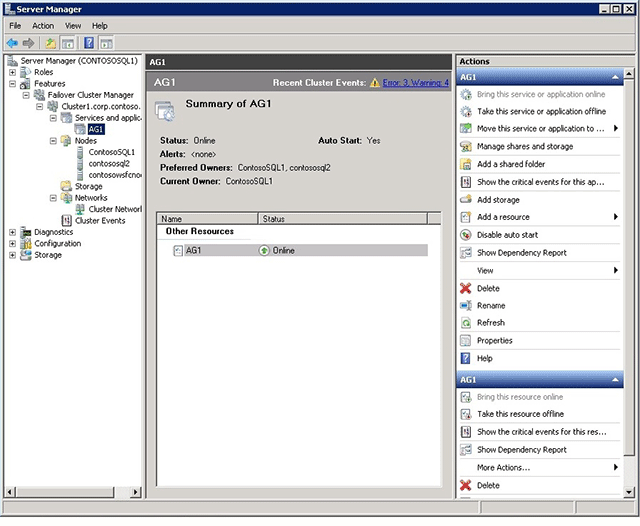 Server Manager
File Action View Help
Server Manager (CONTOSOSQL1)
Roles
Features
Failover Cluster Manager
Cluster1.corp.contoso.
Services and applic
AG1
Nodes
ContosoSQL1
contososql2
contosowsfcno
Storage
Networks
Cluster Network
Cluster Events
Diagnostics
Configuration
Storage
AG1
AG1 Recent Cluster Events: Error: 3, Warning: 4
Summary of AG1
Status: Online Auto Start: Yes
Alerts: <none>
Preferred Owners: ContosoSQL1, contososql2
Current Owner: ContosoSQL1
Name Status
Other Resources
AG1 Online
Actions
AG1
Bring this service or application online
Take this service or application offline
Move this service or application to ...
Manage shares and storage
Add a shared folder
Show the critical events for this ap...
Add storage
Add a resource
Disable auto start
Show Dependency Report
View
Delete
Rename
Refresh
Properties
Help
AG1
Bring this resource online
Take this resource offline
Show the critical events for this res...
Show Dependency Report
More Actions...
Delete